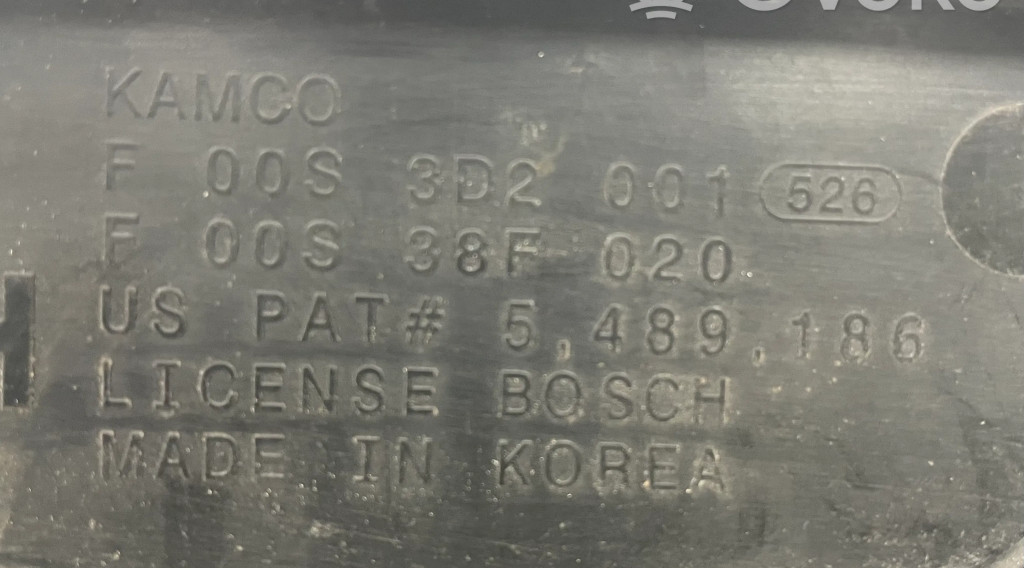 KAMCO
F 00S 3D2 001 526
F 00S 38F 020
US PAT# 5,489,186
LICENSE BOSCH
MADE IN KOREA